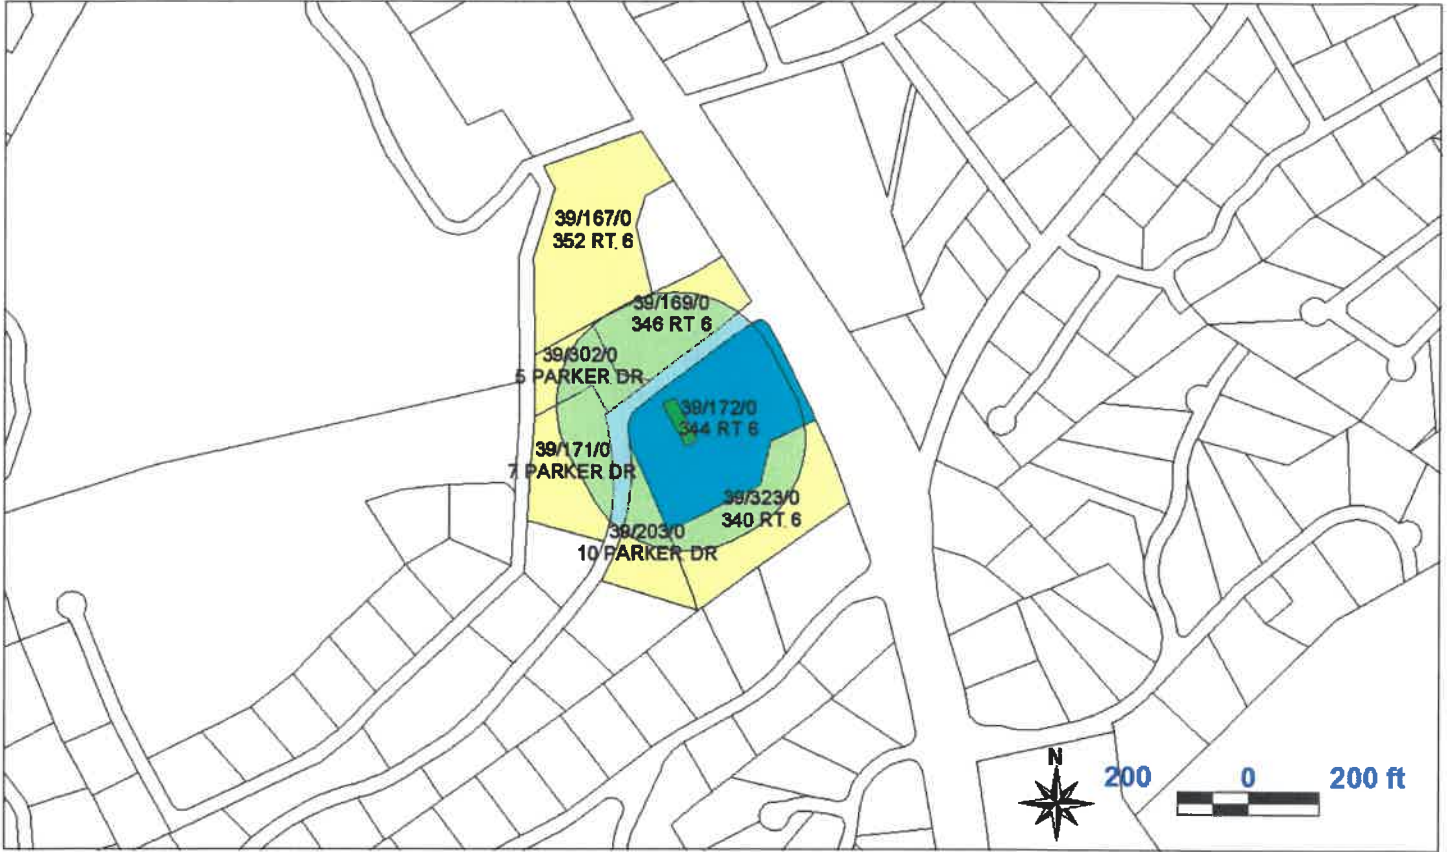 39/167/0
352 RT. 6
39/169/0
346 RT 6
39/302/0
5 PARKER DR
39/172/0
344 RT 6
39/171/0
7 PARKER DR
39/323/0
340 RT. 6
39/203/0
10 PARKER DR
N
200 0 200 ft